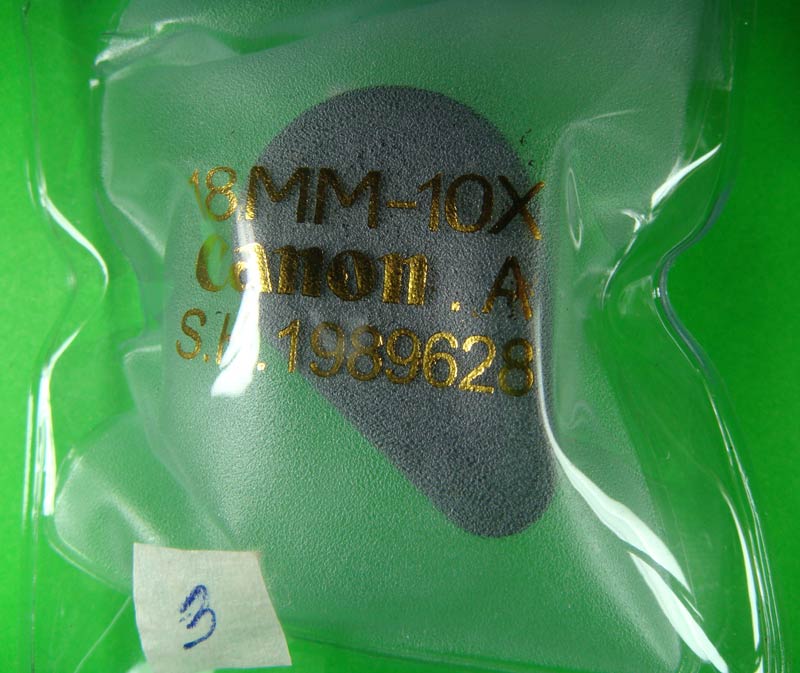 18MM-10X
Canon . A
S.H. 1989628
3